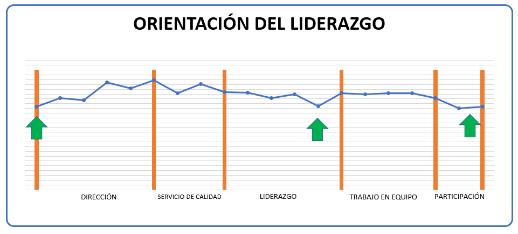 ORIENTACIÓN DEL LIDERAZGO
DIRECCIÓN
SERVICIO DE CALIDAD
LIDERAZGO
TRABAJO EN EQUIPO
PARTICIPACIÓN